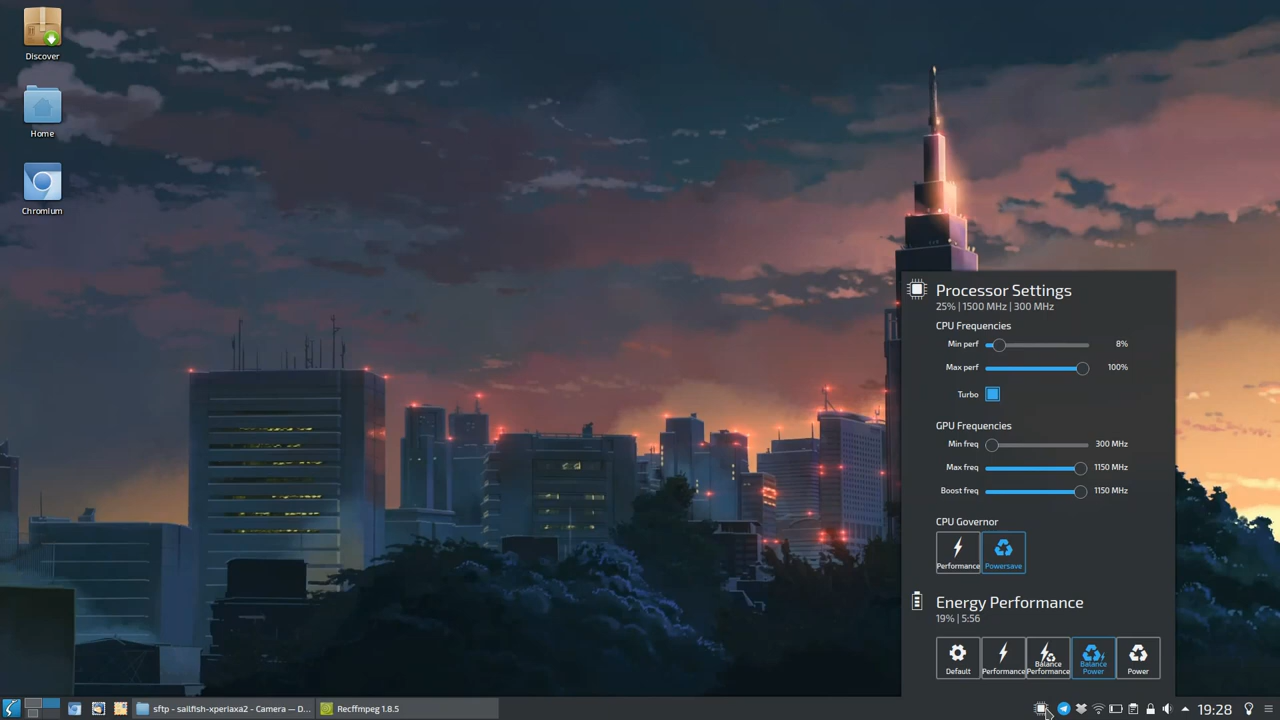 Discover
Home
Chromium
Processor Settings
25% | 1500 MHz | 300 MHz
CPU Frequencies
Min perf 8%
Max perf 100%
Turbo
GPU Frequencies
Min freq 300 MHz
Max freq 1150 MHz
Boost freq 1150 MHz
CPU Governor
Performance
Powersave
Energy Performance
19% | 5:56
Default
Performance
Balance
Performance
Balance
Power
Power
sftp - sailfish-xperiaxa2 - Camera — D...
Recffmpeg 1.8.5
19:28